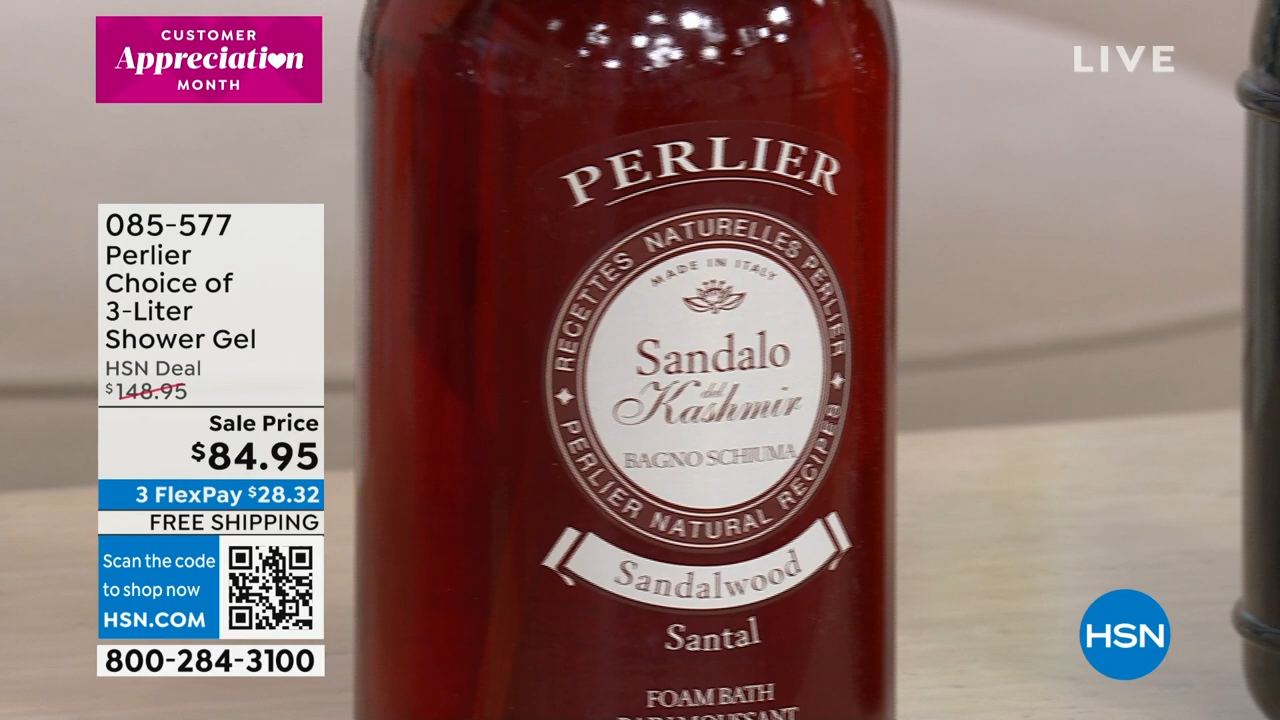 CUSTOMER
Appreciation
MONTH
LIVE
085-577
Perlier
Choice of
3-Liter
Shower Gel
HSN Deal
$148.95
Sale Price
$84.95
3 FlexPay $28.32
FREE SHIPPING
Scan the code
to shop now
HSN.COM
800-284-3100
PERLIER
RECETTES NATURELLES PERLIER
PERLIER NATURAL RECIPES
MADE IN ITALY
Sandalo
del
Kashmir
BAGNO SCHIUMA
Sandalwood
Santal
FOAM BATH
HSN